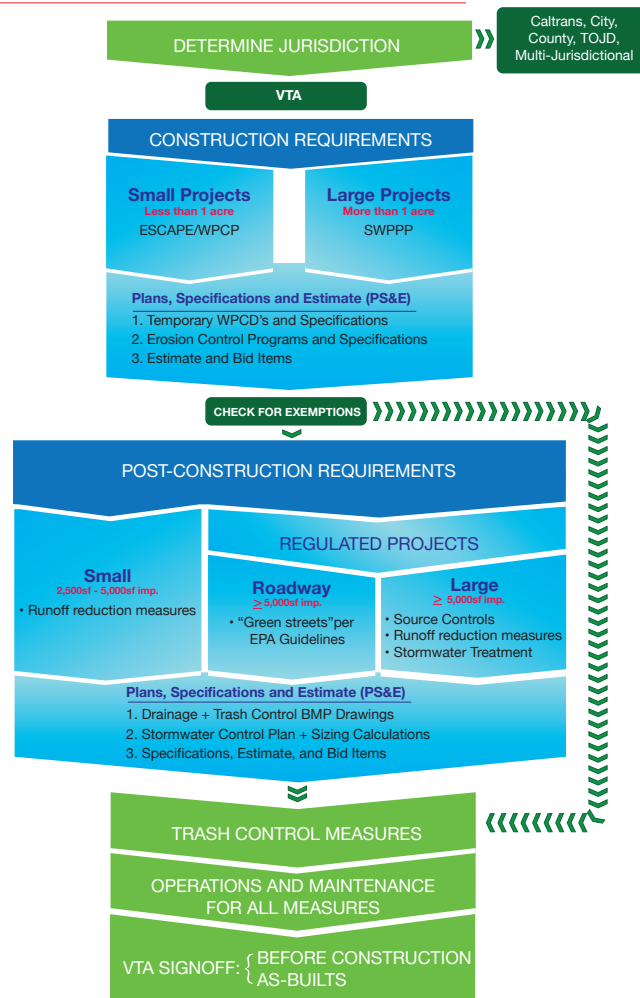 DETERMINE JURISDICTION
Caltrans, City,
County, TOJD,
Multi-Jurisdictional
VTA
CONSTRUCTION REQUIREMENTS
Small Projects
Less than 1 acre
ESCAPE/WPCP
Large Projects
More than 1 acre
SWPPP
Plans, Specifications and Estimate (PS&E)
1. Temporary WPCD's and Specifications
2. Erosion Control Programs and Specifications
3. Estimate and Bid Items
CHECK FOR EXEMPTIONS
POST-CONSTRUCTION REQUIREMENTS
REGULATED PROJECTS
Small
2,500sf - 5,000sf imp.
• Runoff reduction measures
Roadway
≥ 5,000sf imp.
• “Green streets”per
EPA Guidelines
Large
≥ 5,000sf imp.
• Source Controls
• Runoff reduction measures
• Stormwater Treatment
Plans, Specifications and Estimate (PS&E)
1. Drainage + Trash Control BMP Drawings
2. Stormwater Control Plan + Sizing Calculations
3. Specifications, Estimate, and Bid Items
TRASH CONTROL MEASURES
OPERATIONS AND MAINTENANCE
FOR ALL MEASURES
VTA SIGNOFF: { BEFORE CONSTRUCTION
AS-BUILTS